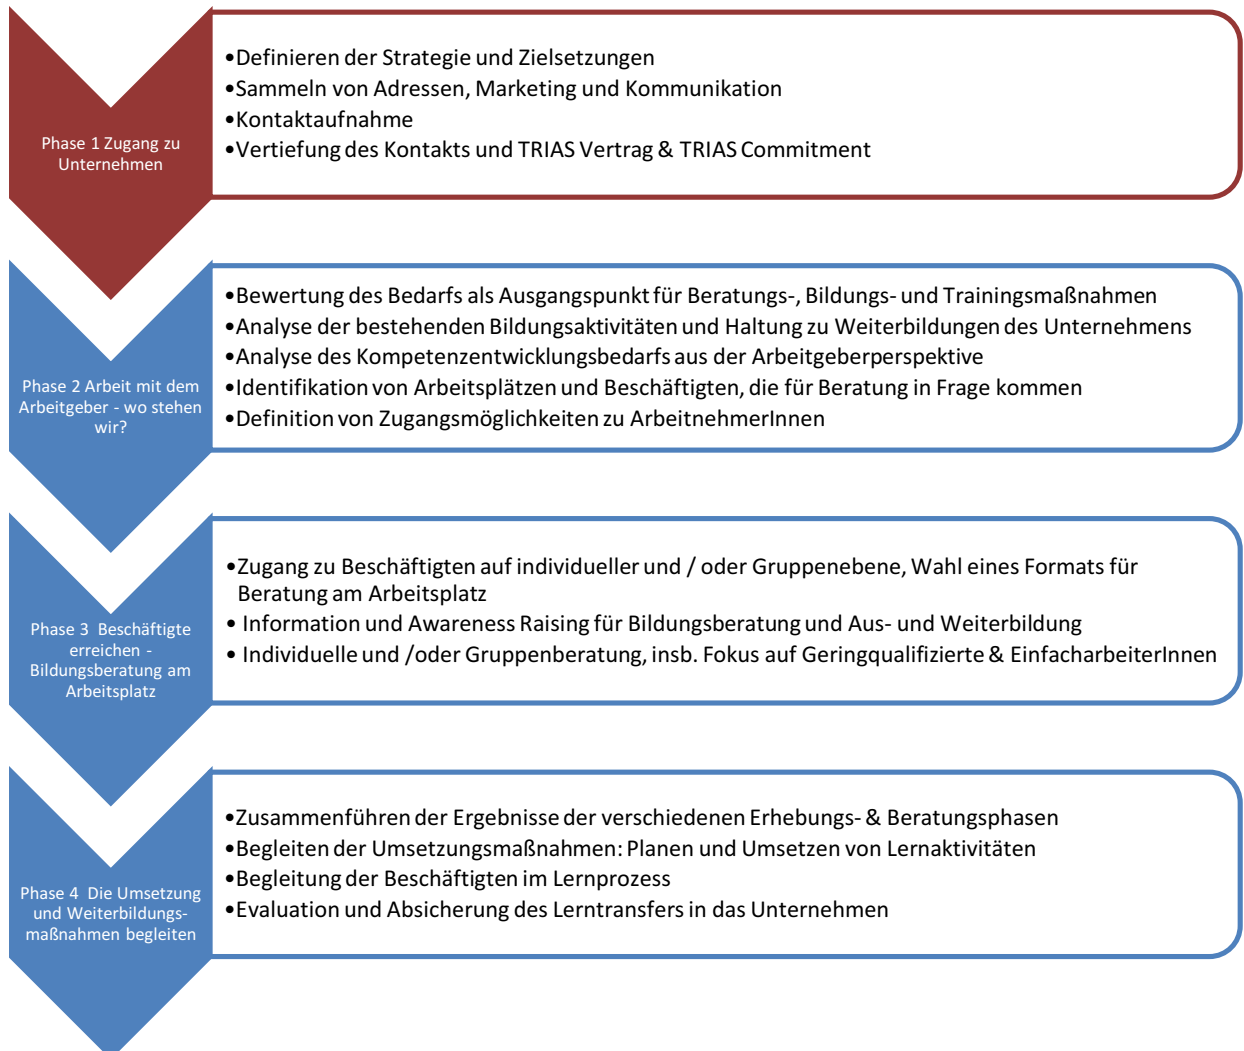 Phase 1 Zugang zu
Unternehmen
•Definieren der Strategie und Zielsetzungen
•Sammeln von Adressen, Marketing und Kommunikation
•Kontaktaufnahme
•Vertiefung des Kontakts und TRIAS Vertrag & TRIAS Commitment
Phase 2 Arbeit mit dem
Arbeitgeber - wo stehen
wir?
•Bewertung des Bedarfs als Ausgangspunkt für Beratungs-, Bildungs- und Trainingsmaßnahmen
•Analyse der bestehenden Bildungsaktivitäten und Haltung zu Weiterbildungen des Unternehmens
•Analyse des Kompetenzentwicklungsbedarfs aus der Arbeitgeberperspektive
•Identifikation von Arbeitsplätzen und Beschäftigten, die für Beratung in Frage kommen
•Definition von Zugangsmöglichkeiten zu ArbeitnehmerInnen
Phase 3 Beschäftigte
erreichen -
Bildungsberatung am
Arbeitsplatz
•Zugang zu Beschäftigten auf individueller und / oder Gruppenebene, Wahl eines Formats für
Beratung am Arbeitsplatz
• Information und Awareness Raising für Bildungsberatung und Aus- und Weiterbildung
• Individuelle und /oder Gruppenberatung, insb. Fokus auf Geringqualifizierte & EinfacharbeiterInnen
Phase 4 Die Umsetzung
und Weiterbildungs-
maßnahmen begleiten
•Zusammenführen der Ergebnisse der verschiedenen Erhebungs- & Beratungsphasen
•Begleiten der Umsetzungsmaßnahmen: Planen und Umsetzen von Lernaktivitäten
•Begleitung der Beschäftigten im Lernprozess
•Evaluation und Absicherung des Lerntransfers in das Unternehmen